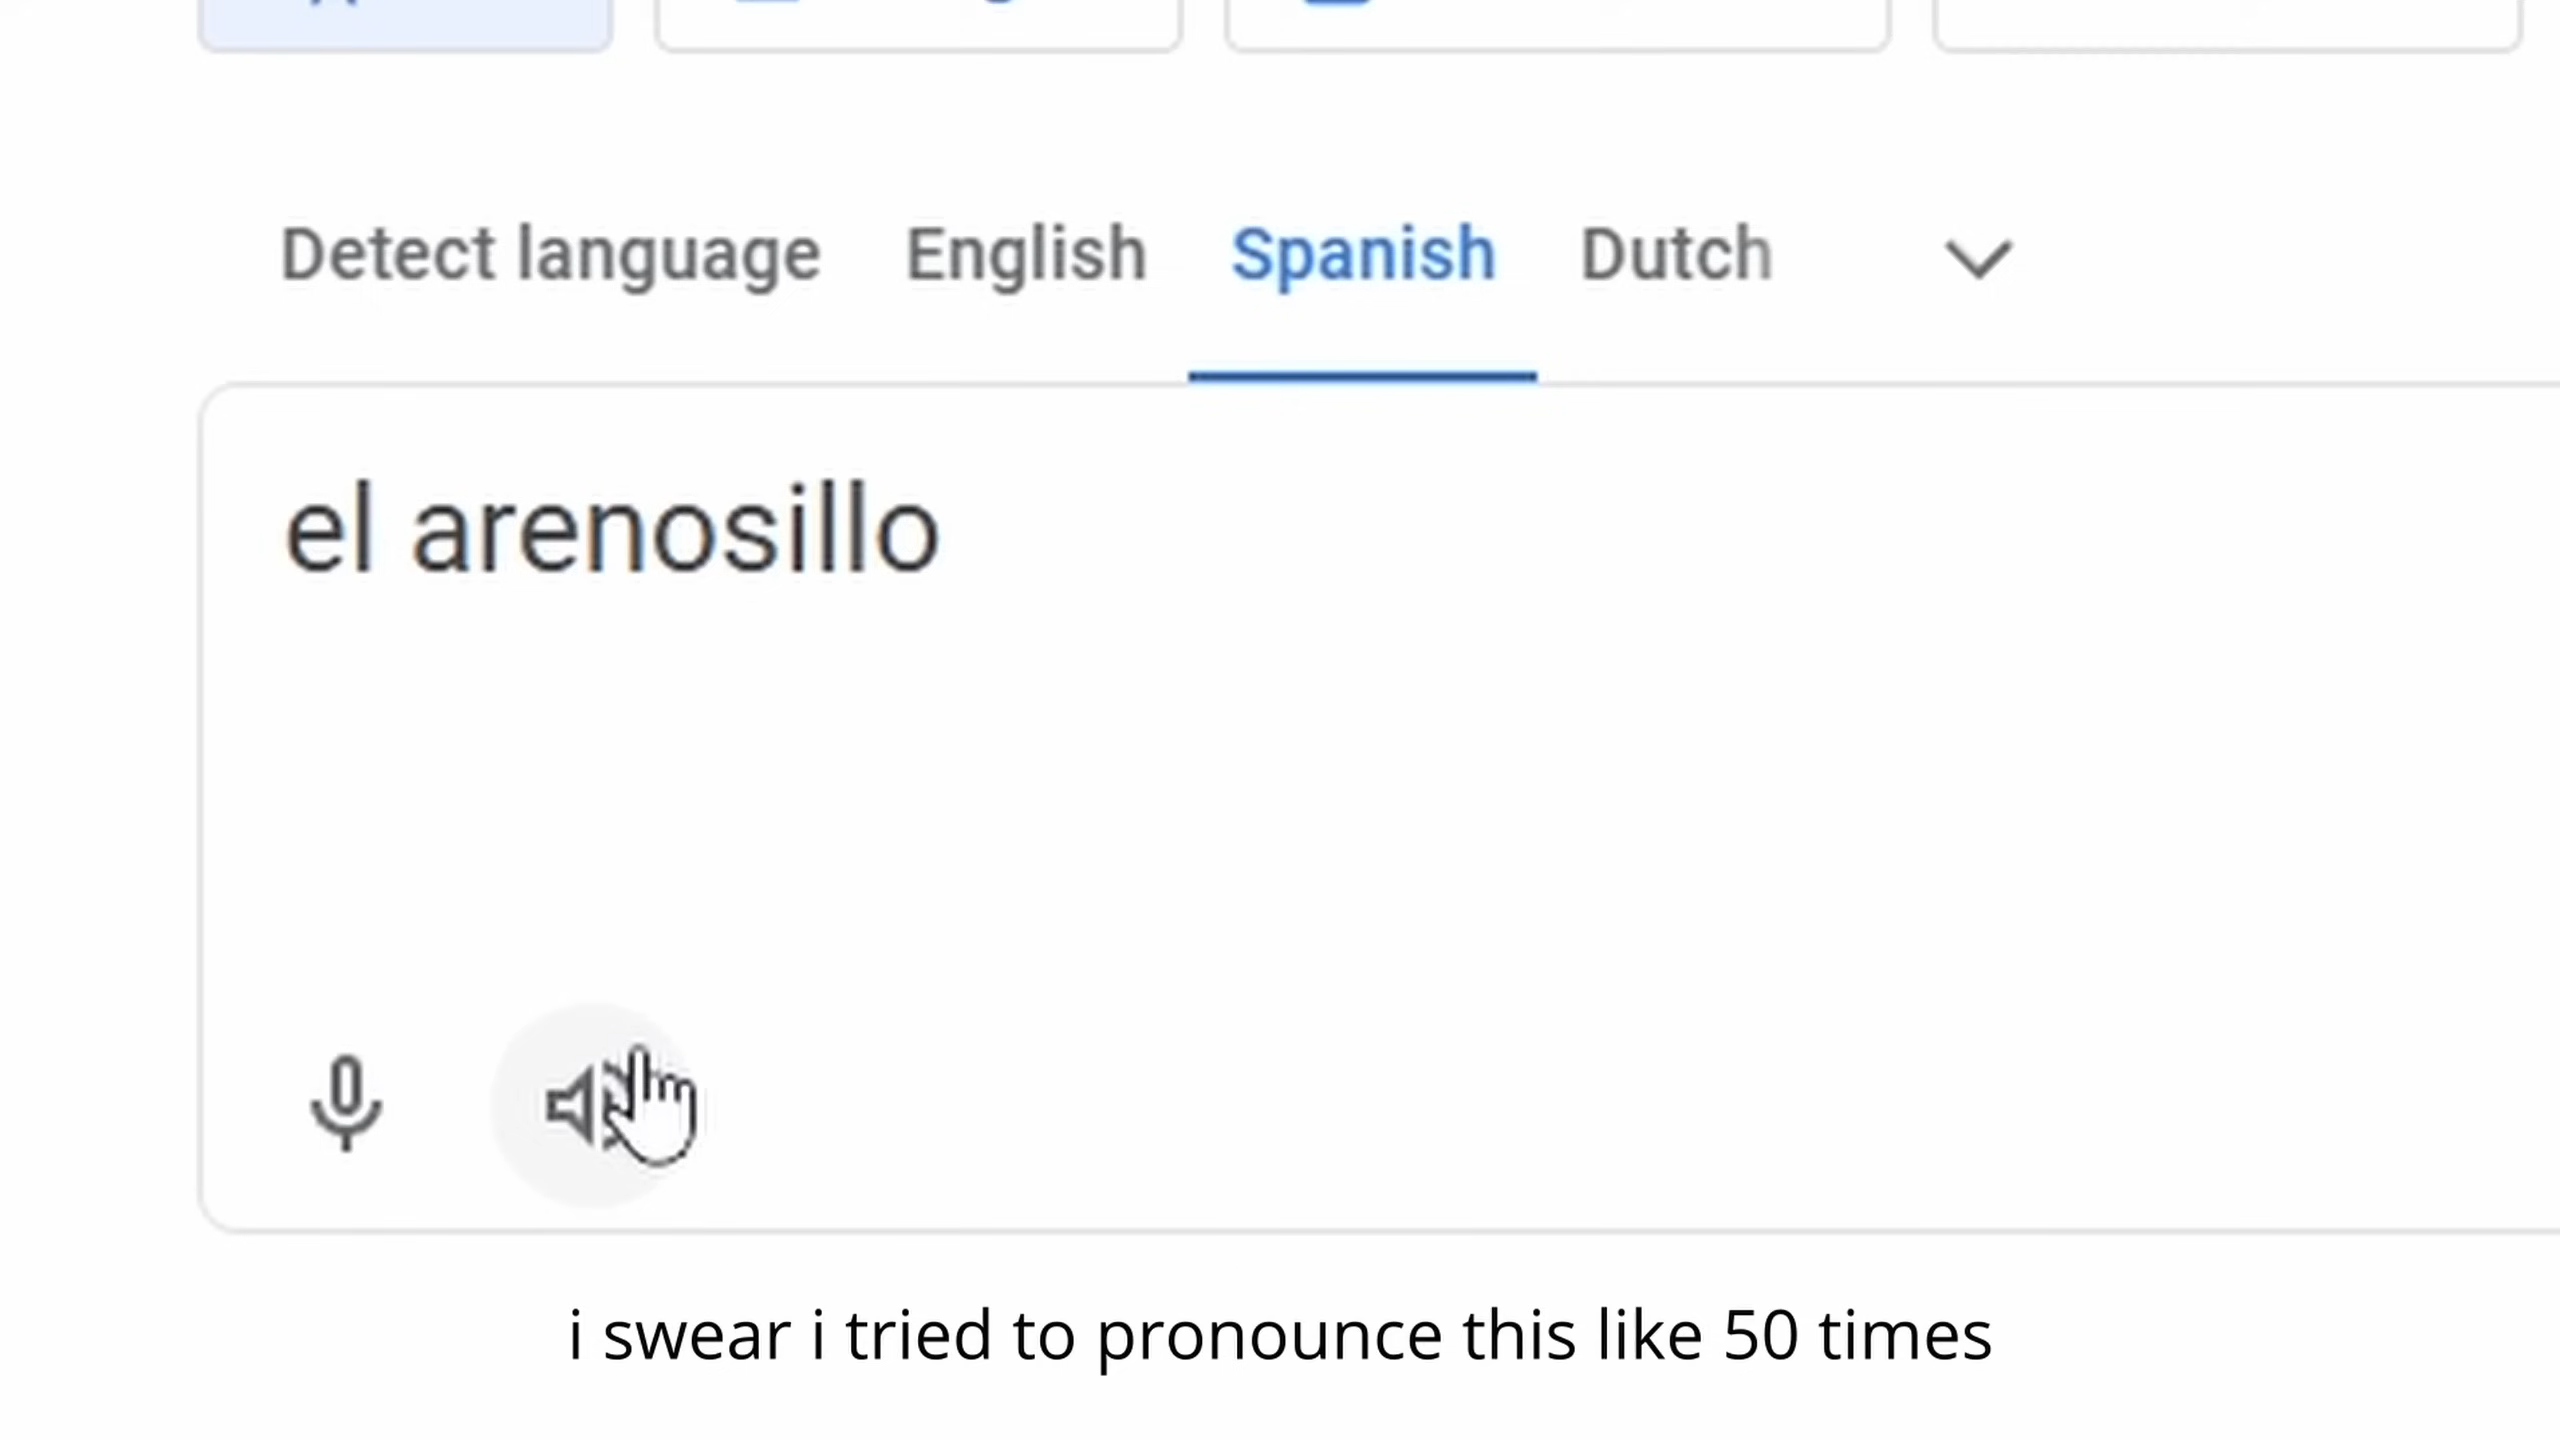 Detect language English Spanish Dutch
el arenosillo
i swear i tried to pronounce this like 50 times